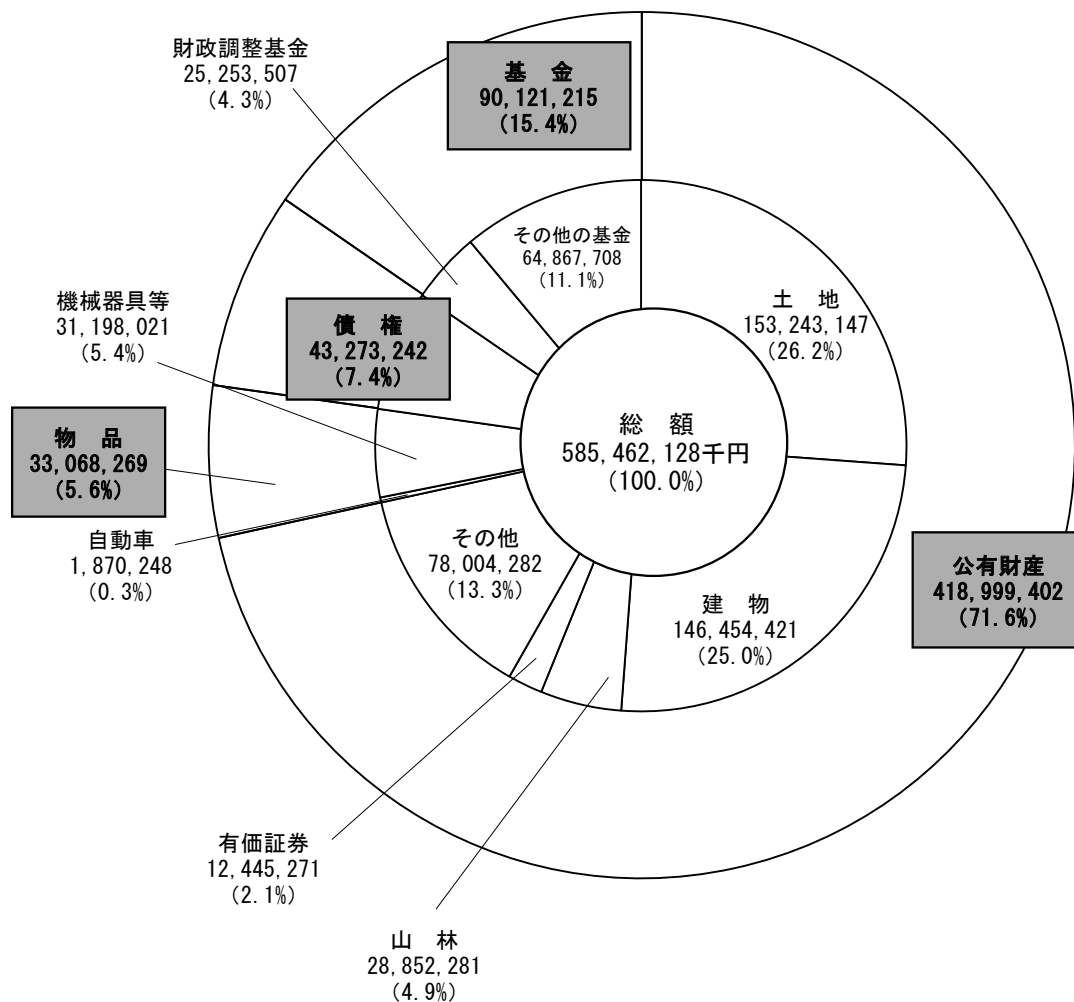 財政調整基金
25,253,507
(4.3%)
基　金
90,121,215
(15.4%)
その他の基金
64,867,708
(11.1%)
土　地
153,243,147
(26.2%)
機械器具等
31,198,021
(5.4%)
債　権
43,273,242
(7.4%)
総　額
585,462,128千円
(100.0%)
物　品
33,068,269
(5.6%)
自動車
1,870,248
(0.3%)
その他
78,004,282
(13.3%)
公有財産
418,999,402
(71.6%)
建　物
146,454,421
(25.0%)
有価証券
12,445,271
(2.1%)
山　林
28,852,281
(4.9%)